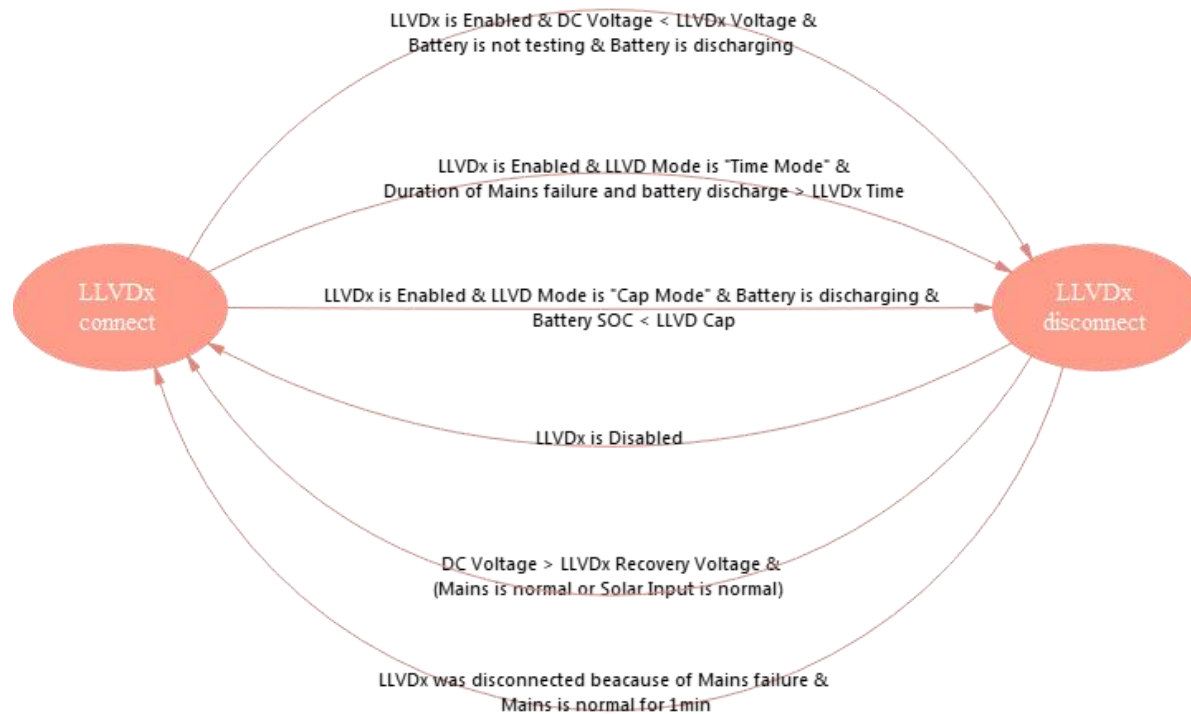 LLVDx is Enabled & DC Voltage < LLVDx Voltage &
Battery is not testing & Battery is discharging
LLVDx is Enabled & LLVD Mode is "Time Mode" &
Duration of Mains failure and battery discharge > LLVDx Time
LLVDx
connect
LLVDx is Enabled & LLVD Mode is "Cap Mode" & Battery is discharging &
Battery SOC < LLVD Cap
LLVDx
disconnect
LLVDx is Disabled
DC Voltage > LLVDx Recovery Voltage &
(Mains is normal or Solar Input is normal)
LLVDx was disconnected beacause of Mains failure &
Mains is normal for 1min